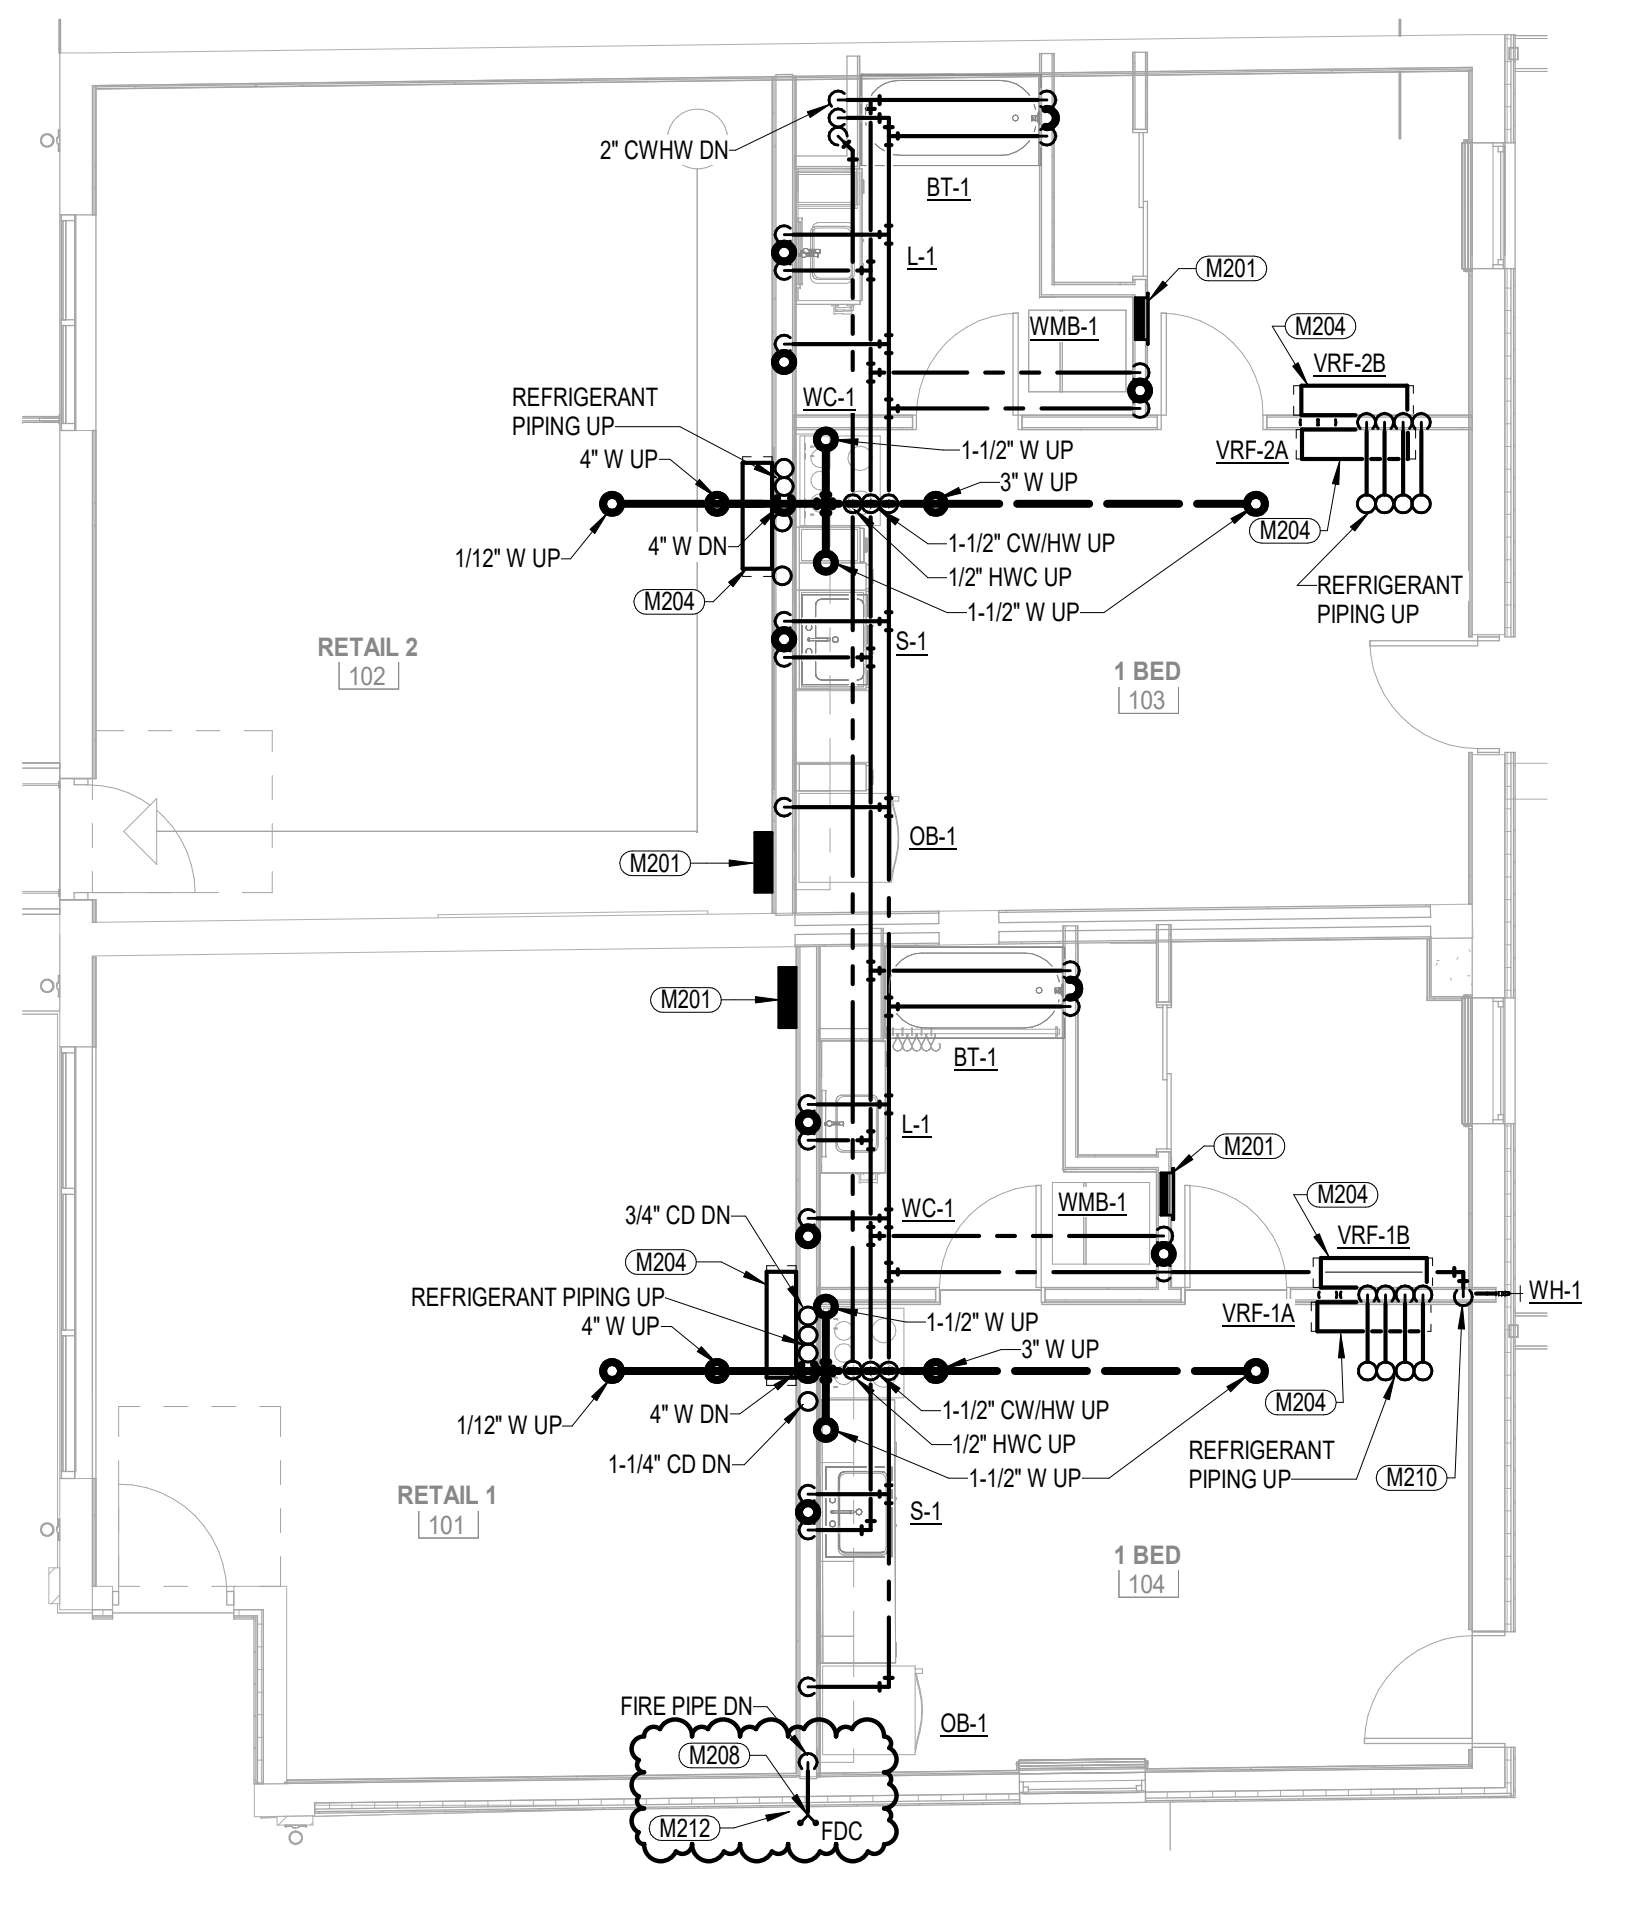 2" CWHW DN
BT-1
L-1
M201
WMB-1
M204
VRF-2B
REFRIGERANT
PIPING UP
WC-1
4" W UP
1-1/2" W UP
VRF-2A
3" W UP
M204
1/12" W UP
4" W DN
1-1/2" CW/HW UP
1/2" HWC UP
M204
1-1/2" W UP
REFRIGERANT
PIPING UP
RETAIL 2
102
S-1
1 BED
103
OB-1
M201
M201
BT-1
L-1
M201
3/4" CD DN
WC-1
WMB-1
M204
M204
VRF-1B
REFRIGERANT PIPING UP
WH-1
4" W UP
1-1/2" W UP
VRF-1A
3" W UP
M204
1/12" W UP
4" W DN
1-1/2" CW/HW UP
1/2" HWC UP
1-1/4" CD DN
1-1/2" W UP
REFRIGERANT
PIPING UP
M210
RETAIL 1
101
S-1
1 BED
104
FIRE PIPE DN
OB-1
M208
M212
FDC